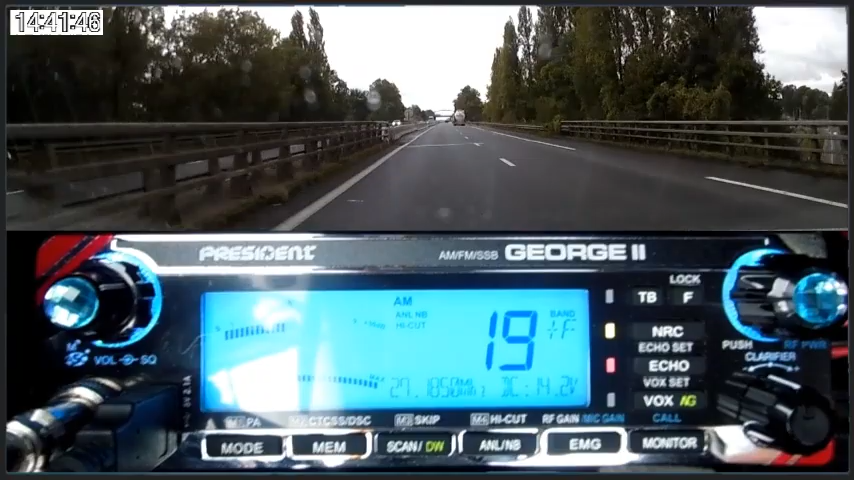 14:41:46
PRESIDENT AM/FM/SSB GEORGE II
LOCK
TB F
AM
ANL NB
HI-CUT
19
BAND
NRC
ECHO SET
ECHO
VOX SET
VOX
27.1850 DC: 14.2V
VOL SQ
PUSH RF PWR
CLARIFIER
PA CTCSS/DSC SKIP HI-CUT RF GAIN/MIC GAIN CALL
MODE MEM SCAN/ DW ANL/NB EMG MONITOR